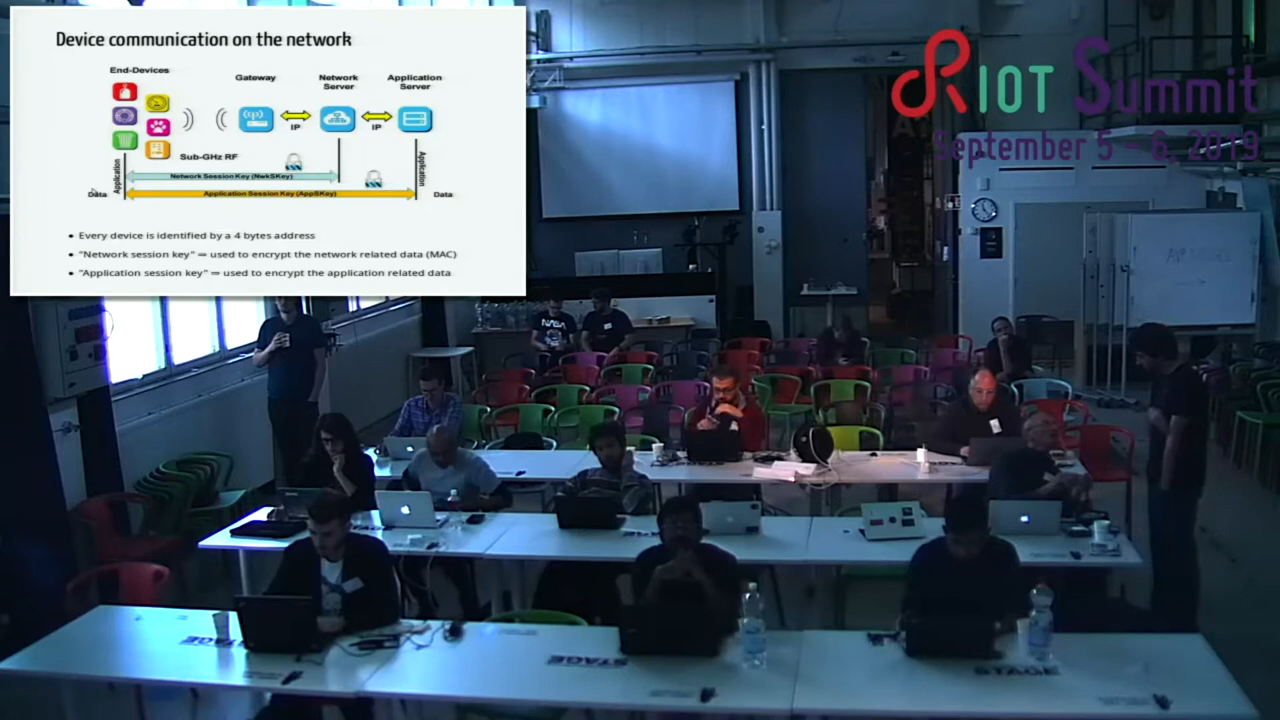 Device communication on the network
End-Devices
Gateway
Network
Server
Application
Server
IP
IP
Sub-GHz RF
Application
Application
Network Session Key (NwkSKey)
Data
Application Session Key (AppSKey)
Data
• Every device is identified by a 4 bytes address
• "Network session key" ⇒ used to encrypt the network related data (MAC)
• "Application session key" ⇒ used to encrypt the application related data
RIOT Summit
September 5 - 6, 2019
NASA
STAGE
STAGE